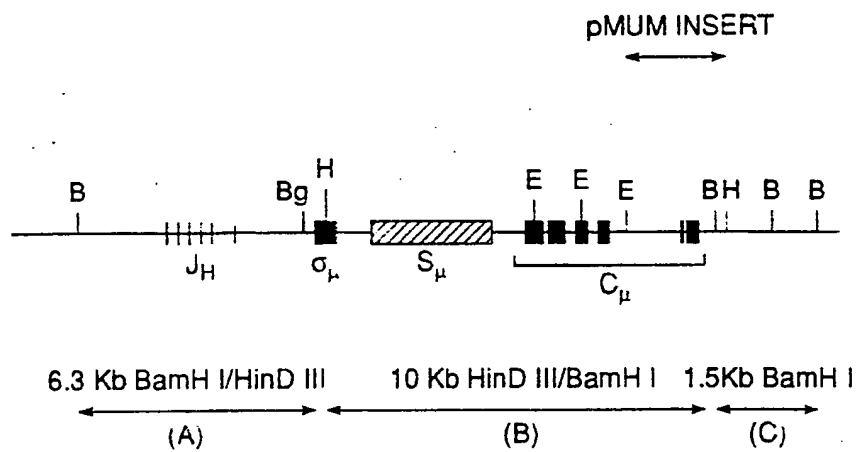 pMUM INSERT
B Bg H E E E B H B B
J_H σ_μ S_μ C_μ
6.3 Kb BamH I/HinD III 10 Kb HinD III/BamH I 1.5Kb BamH I
(A) (B) (C)